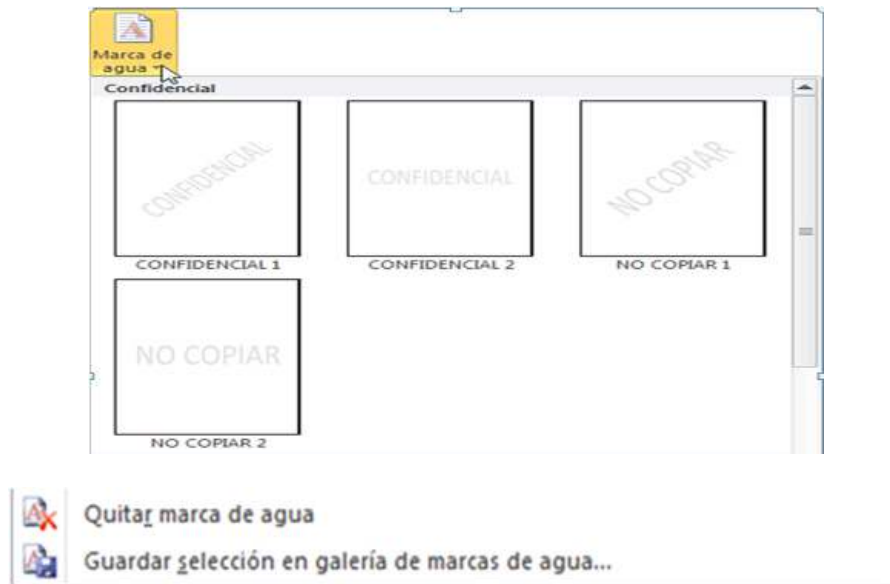 Marca de
agua
Confidencial
CONFIDENCIAL
CONFIDENCIAL
NO COPIAR
CONFIDENCIAL 1
CONFIDENCIAL 2
NO COPIAR 1
NO COPIAR
NO COPIAR 2
Quitar marca de agua
Guardar selección en galería de marcas de agua...